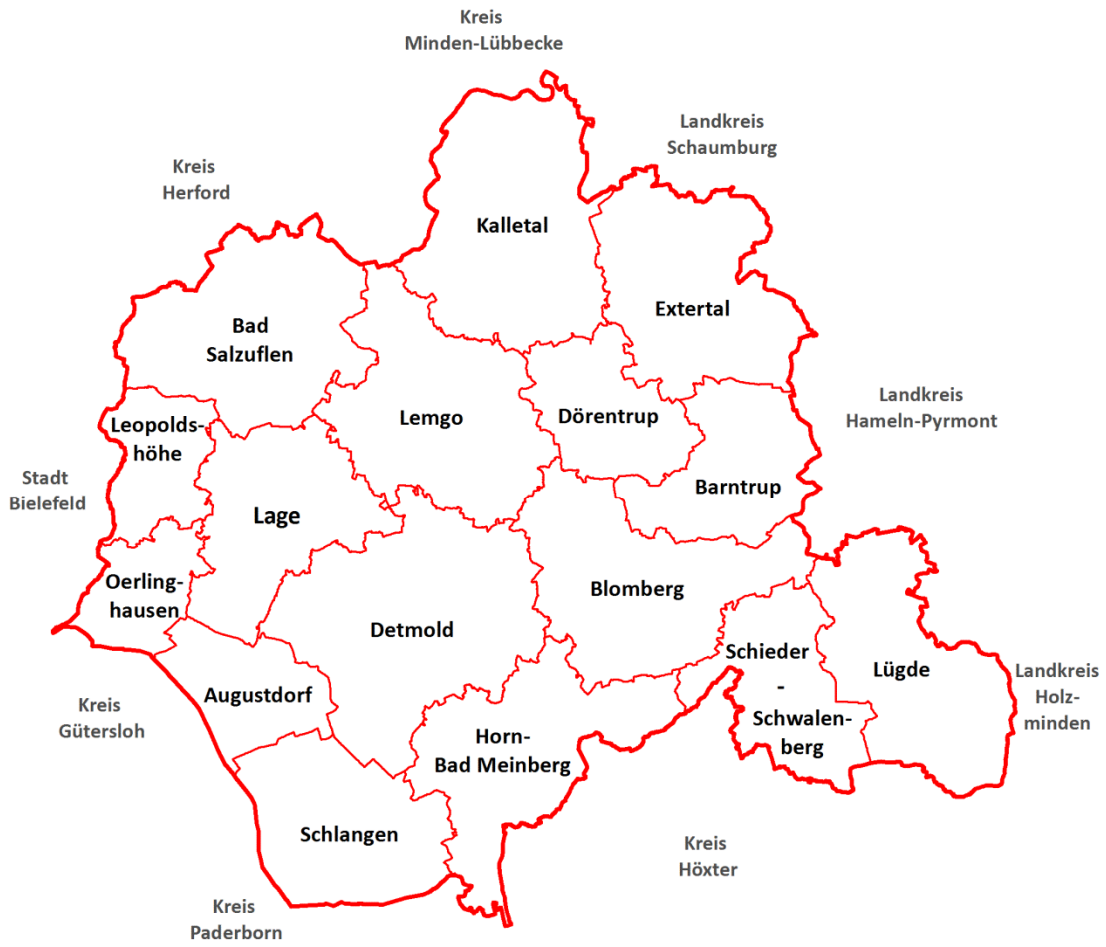 Kreis
Minden-Lübbecke
Landkreis
Schaumburg
Kreis
Herford
Kalletal
Extertal
Bad
Salzuflen
Landkreis
Hameln-Pyrmont
Lemgo
Dörentrup
Leopolds-
höhe
Stadt
Bielefeld
Barntrup
Lage
Oerling-
hausen
Blomberg
Detmold
Schieder
-
Schwalen-
berg
Lügde
Landkreis
Holz-
minden
Augustdorf
Kreis
Gütersloh
Horn-
Bad Meinberg
Schlangen
Kreis
Höxter
Kreis
Paderborn